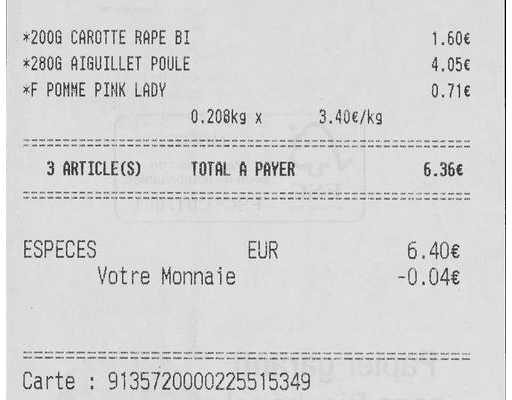 *200G CAROTTE RAPE BI 1.60€
*280G AIGUILLET POULE 4.05€
*F POMME PINK LADY 0.71€
0.208kg x 3.40€/kg
3 ARTICLE(S) TOTAL A PAYER 6.36€
ESPECES EUR 6.40€
Votre Monnaie -0.04€
Carte : 9135720000225515349